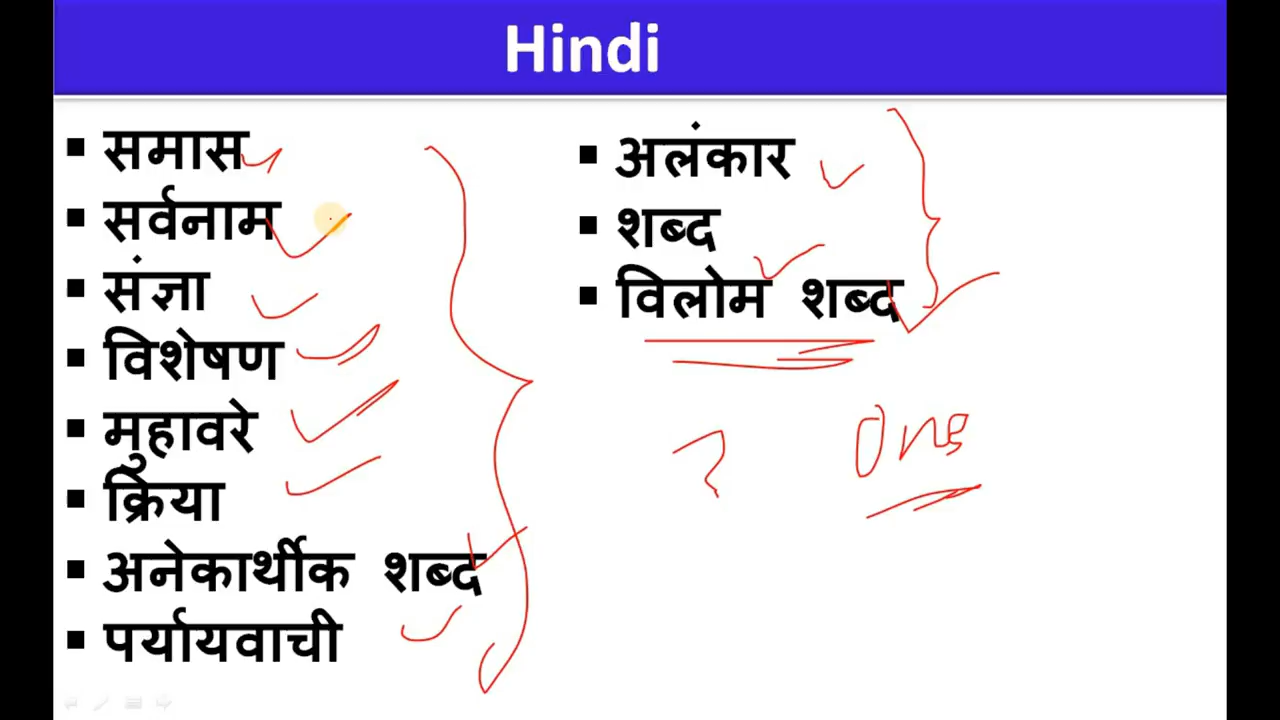 Hindi
▪ समास
▪ सर्वनाम
▪ संज्ञा
▪ विशेषण
▪ मुहावरे
▪ क्रिया
▪ अनेकार्थीक शब्द
▪ पर्यायवाची
▪ अलंकार
▪ शब्द
▪ विलोम शब्द
? One